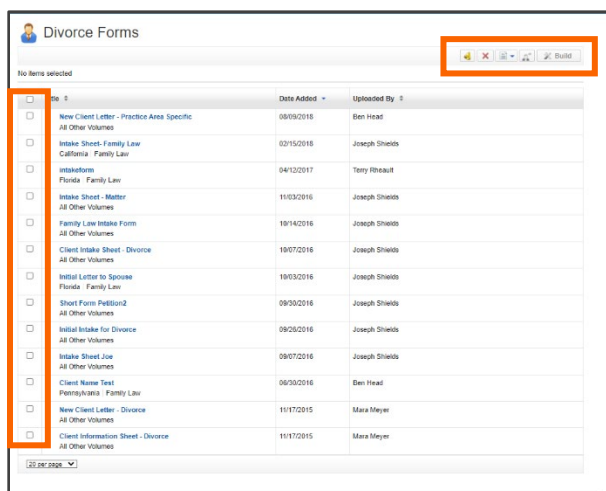 Divorce Forms
Build
No items selected
tle Date Added Uploaded By
New Client Letter - Practice Area Specific 08/09/2018 Ben Head
All Other Volumes
Intake Sheet- Family Law 02/15/2018 Joseph Shields
California Family Law
intakeform 04/12/2017 Terry Rheault
Florida Family Law
Intake Sheet - Matter 11/03/2016 Joseph Shields
All Other Volumes
Family Law Intake Form 10/14/2016 Joseph Shields
All Other Volumes
Client Intake Sheet - Divorce 10/07/2016 Joseph Shields
All Other Volumes
Initial Letter to Spouse 10/03/2016 Joseph Shields
Florida Family Law
Short Form Petition2 09/30/2016 Joseph Shields
All Other Volumes
Initial Intake for Divorce 09/26/2016 Joseph Shields
All Other Volumes
Intake Sheet Joe 09/07/2016 Joseph Shields
All Other Volumes
Client Name Test 06/30/2016 Ben Head
Pennsylvania Family Law
New Client Letter - Divorce 11/17/2015 Mara Meyer
All Other Volumes
Client Information Sheet - Divorce 11/17/2015 Mara Meyer
All Other Volumes
20 per page